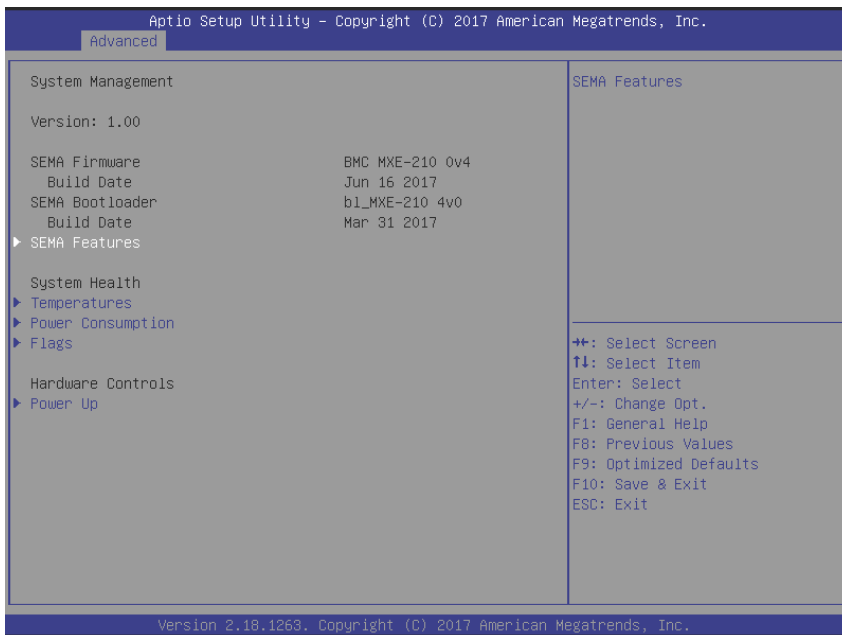 Aptio Setup Utility – Copyright (C) 2017 American Megatrends, Inc.
Advanced
System Management
Version: 1.00
SEMA Firmware BMC MXE-210 0v4
Build Date Jun 16 2017
SEMA Bootloader bl_MXE-210 4v0
Build Date Mar 31 2017
▶ SEMA Features
System Health
▶ Temperatures
▶ Power Consumption
▶ Flags
Hardware Controls
▶ Power Up
SEMA Features
→←: Select Screen
↑↓: Select Item
Enter: Select
+/-: Change Opt.
F1: General Help
F8: Previous Values
F9: Optimized Defaults
F10: Save & Exit
ESC: Exit
Version 2.18.1263. Copyright (C) 2017 American Megatrends, Inc.